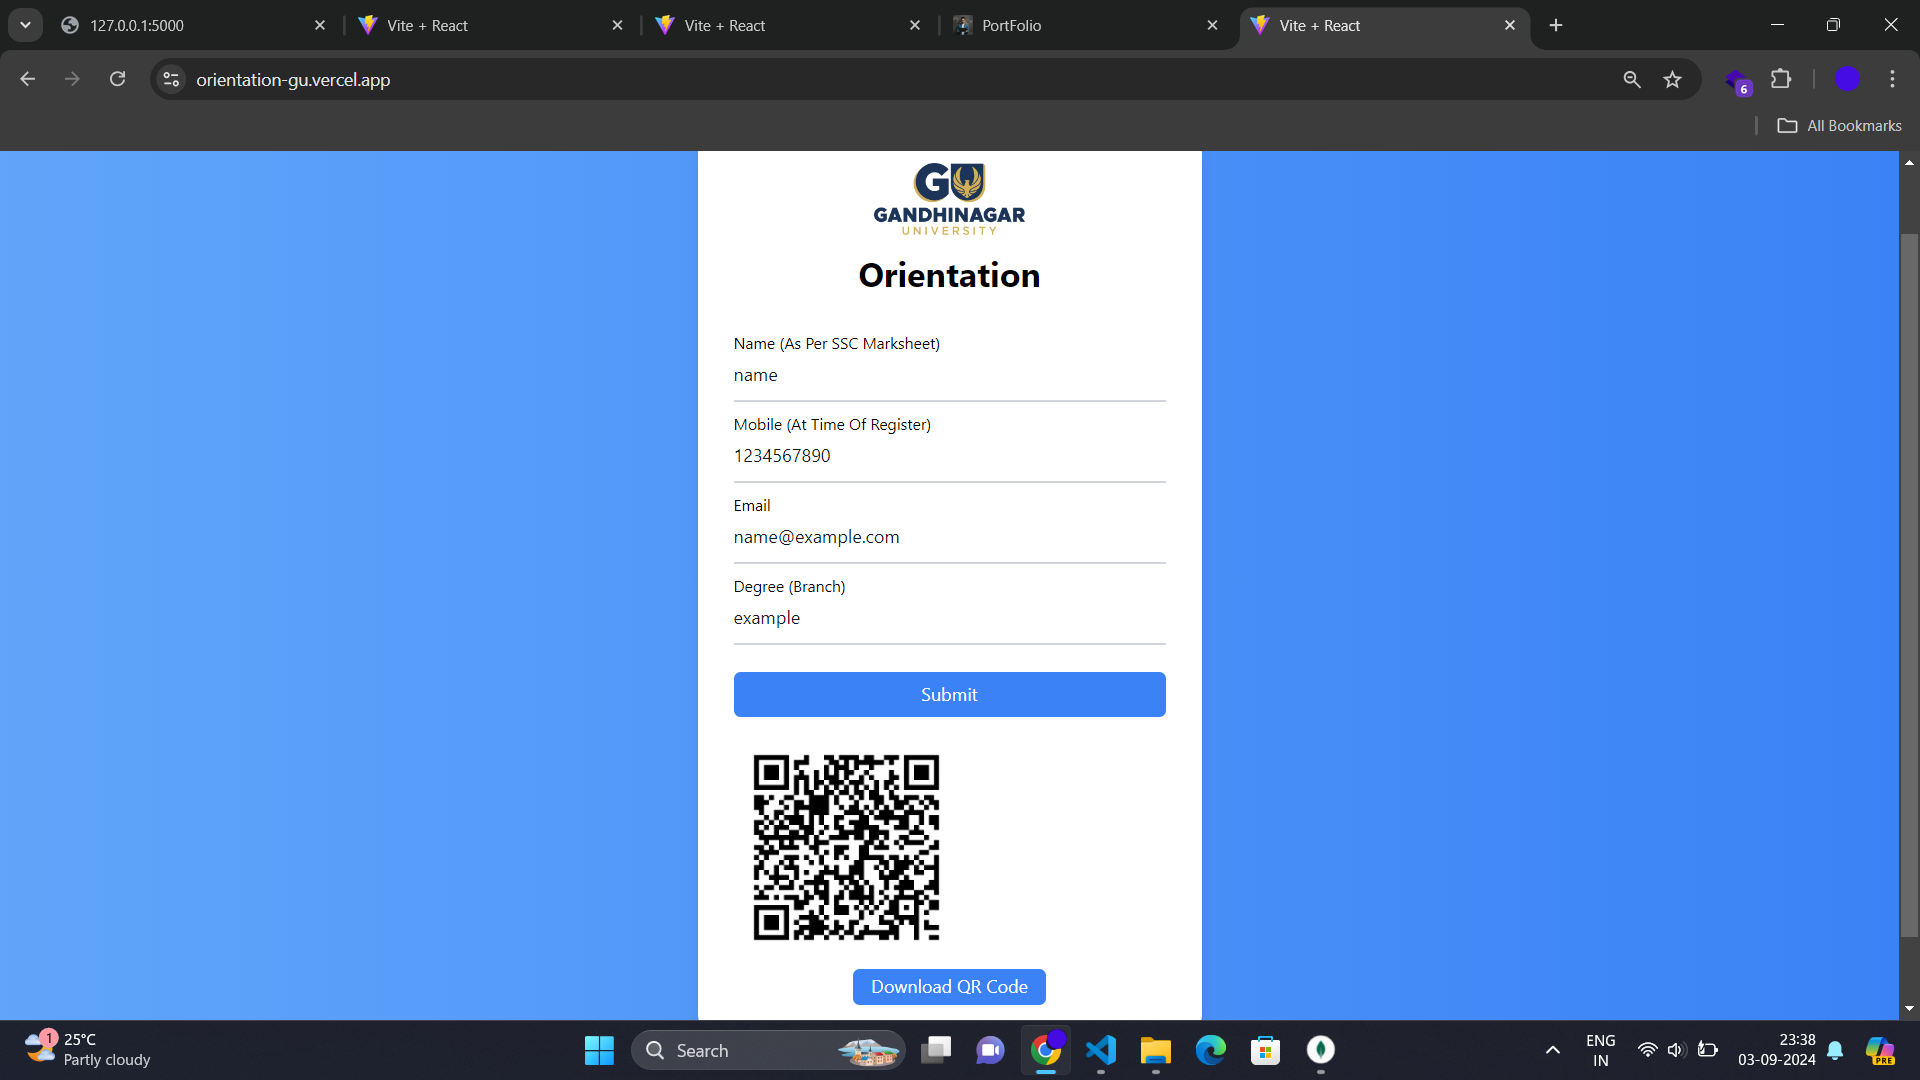 127.0.0.1:5000
Vite + React
Vite + React
PortFolio
Vite + React
orientation-gu.vercel.app
6
All Bookmarks
GU
GANDHINAGAR
UNIVERSITY
Orientation
Name (As Per SSC Marksheet)
name
Mobile (At Time Of Register)
1234567890
Email
name@example.com
Degree (Branch)
example
Submit
Download QR Code
1
25°C
Partly cloudy
Search
ENG
IN
23:38
03-09-2024
PRE